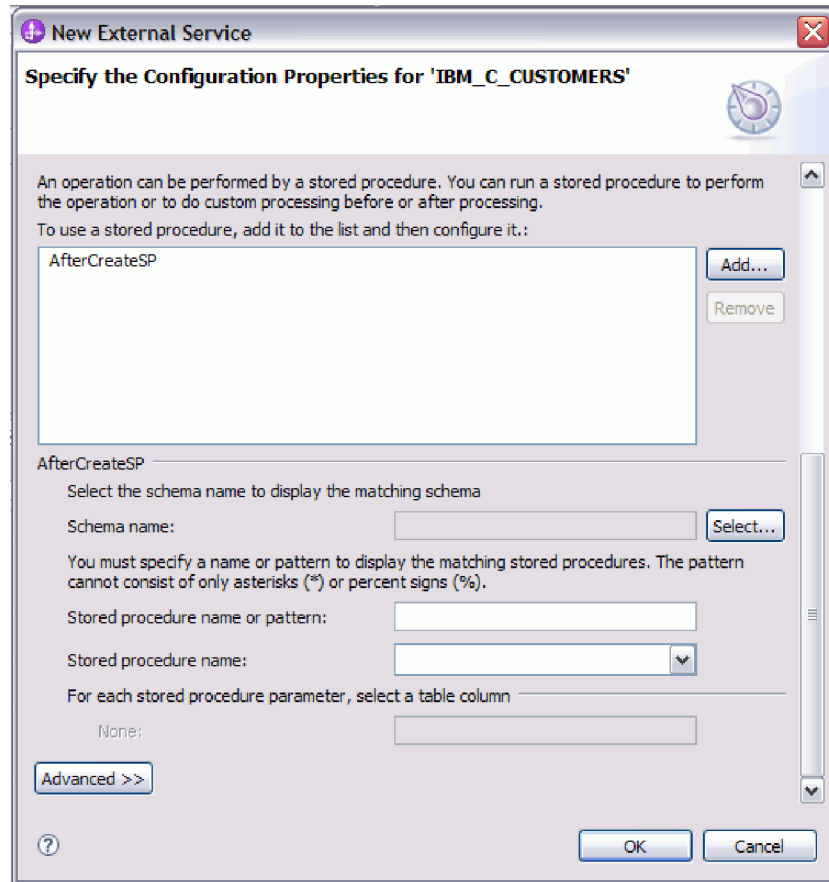 New External Service
Specify the Configuration Properties for 'IBM_C_CUSTOMERS'
An operation can be performed by a stored procedure. You can run a stored procedure to perform
the operation or to do custom processing before or after processing.
To use a stored procedure, add it to the list and then configure it.:
AfterCreateSP
Add...
Remove
AfterCreateSP
Select the schema name to display the matching schema
Schema name:
Select...
You must specify a name or pattern to display the matching stored procedures. The pattern
cannot consist of only asterisks (*) or percent signs (%).
Stored procedure name or pattern:
Stored procedure name:
For each stored procedure parameter, select a table column
None:
Advanced >>
?
OK
Cancel